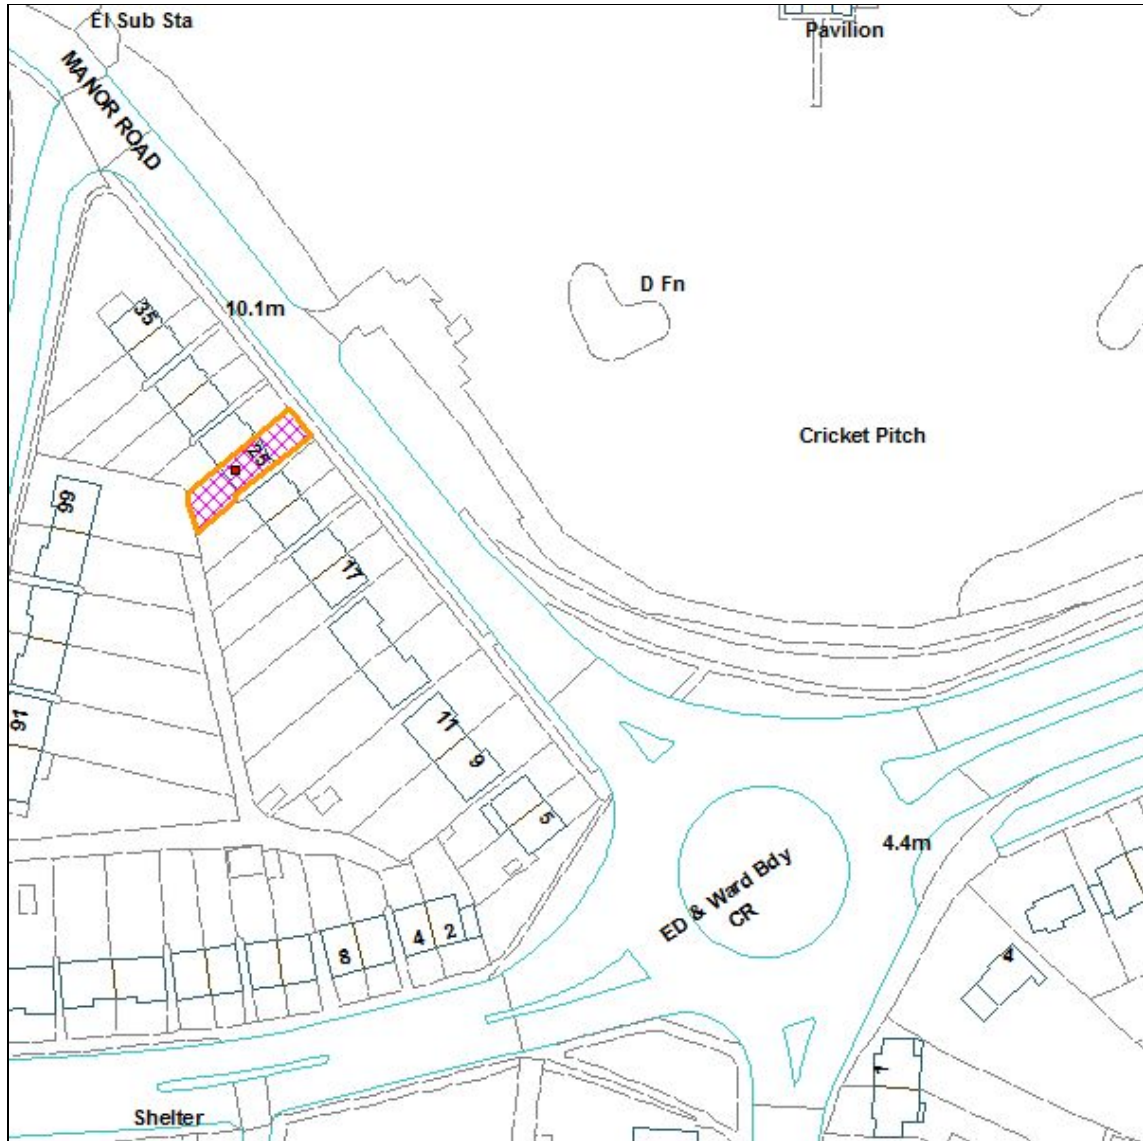 El Sub Sta
Pavilion
MANOR ROAD
D Fn
35
10.1m
Cricket Pitch
25
99
17
91
11
9
5
4.4m
ED & Ward Bdy
CR
8
4
2
4
1
Shelter